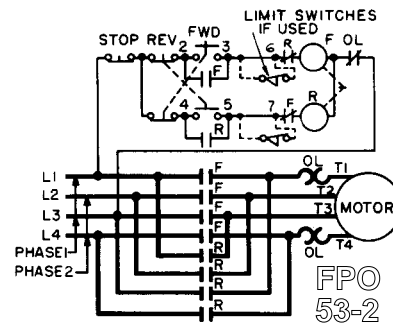 LIMIT SWITCHES
IF USED
STOP REV. 2 FWD 3 6 R F OL
F
4 5 7 F R
R
L1 F OL T1
L2 F T2
L3 F T3 MOTOR
L4 F T4
PHASE1 R OL
PHASE2 R
R
R
FPO
53-2